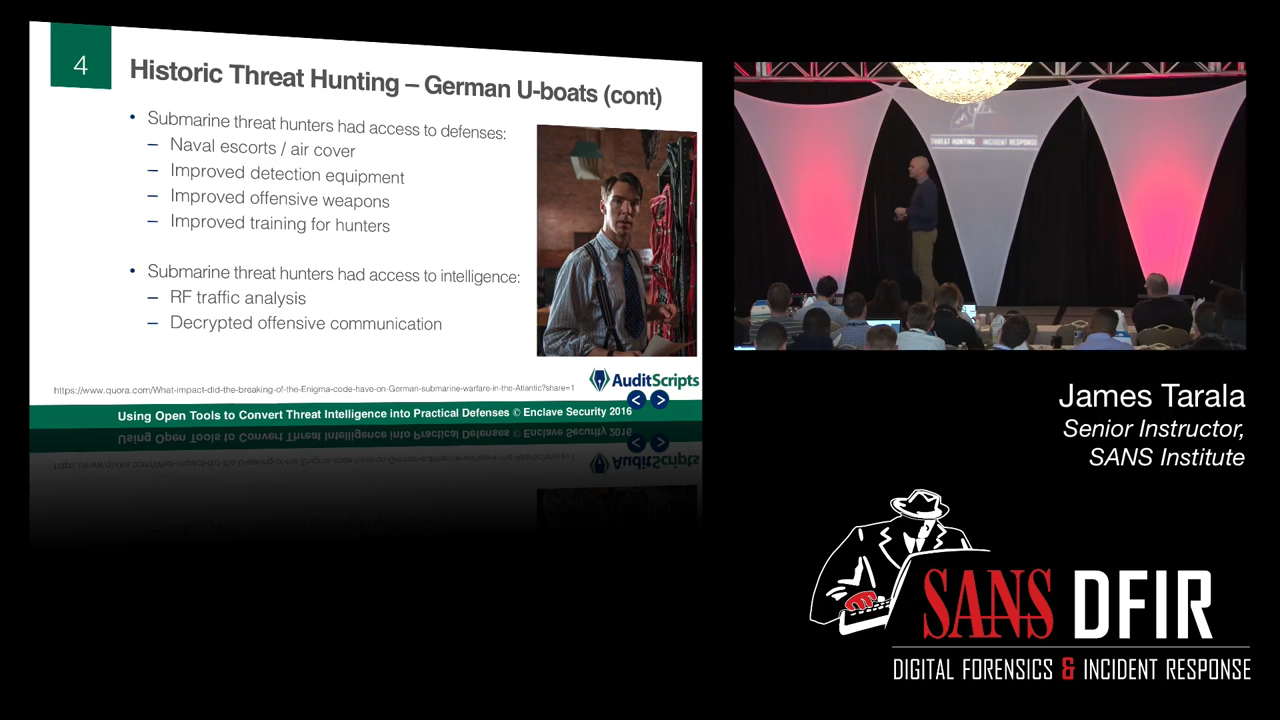 4
Historic Threat Hunting – German U-boats (cont)
• Submarine threat hunters had access to defenses:
– Naval escorts / air cover
– Improved detection equipment
– Improved offensive weapons
– Improved training for hunters
• Submarine threat hunters had access to intelligence:
– RF traffic analysis
– Decrypted offensive communication
https://www.quora.com/What-impact-did-the-breaking-of-the-Enigma-code-have-on-German-submarine-warfare-in-the-Atlantic?share=1
AuditScripts
< >
Using Open Tools to Convert Threat Intelligence into Practical Defenses © Enclave Security 2016
THREAT HUNTING & INCIDENT RESPONSE
James Tarala
Senior Instructor,
SANS Institute
SANS DFIR
DIGITAL FORENSICS & INCIDENT RESPONSE